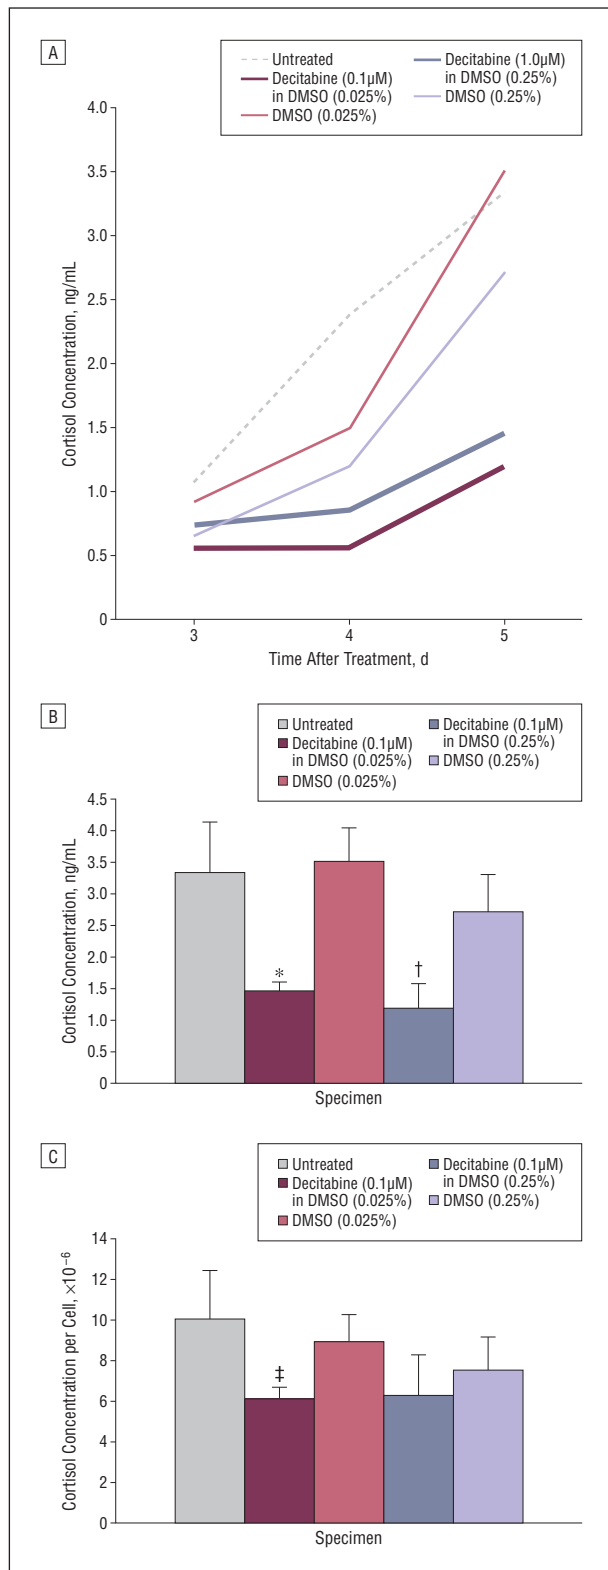 A
Untreated
Decitabine (0.1µM)
in DMSO (0.025%)
DMSO (0.025%)
Decitabine (1.0µM)
in DMSO (0.25%)
DMSO (0.25%)
4.0
3.5
3.0
2.5
2.0
1.5
1.0
0.5
0
Cortisol Concentration, ng/mL
3
4
5
Time After Treatment, d
B
Untreated
Decitabine (0.1µM)
in DMSO (0.025%)
DMSO (0.025%)
Decitabine (0.1µM)
in DMSO (0.25%)
DMSO (0.25%)
4.5
4.0
3.5
3.0
2.5
2.0
1.5
1.0
0.5
0
Cortisol Concentration, ng/mL
*
†
Specimen
C
Untreated
Decitabine (0.1µM)
in DMSO (0.025%)
DMSO (0.025%)
Decitabine (0.1µM)
in DMSO (0.25%)
DMSO (0.25%)
14
12
10
8
6
4
2
0
Cortisol Concentration per Cell, ×10⁻⁶
‡
Specimen